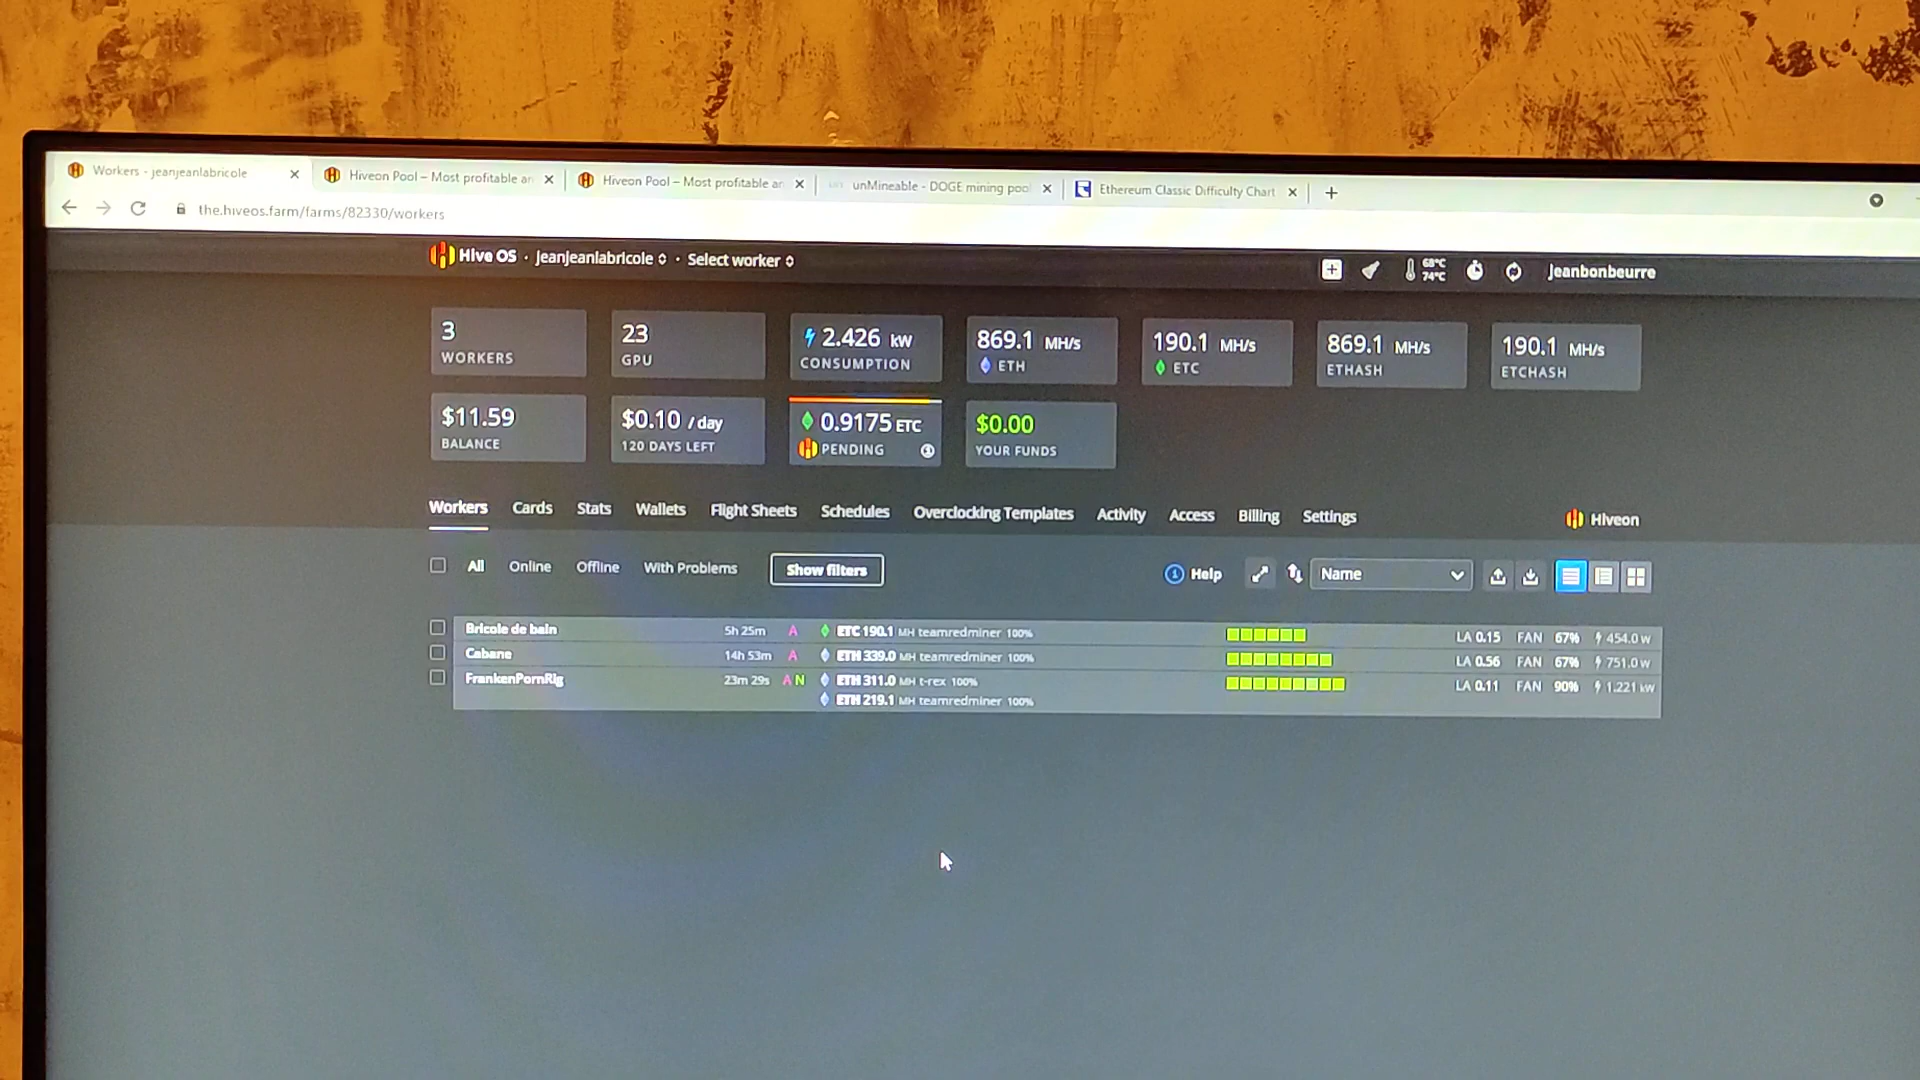 Workers - jeanjeanlabricole
Hiveon Pool – Most profitable an
Hiveon Pool – Most profitable an
unMineable - DOGE mining pool
Ethereum Classic Difficulty Chart
the.hiveos.farm/farms/82330/workers
Hive OS · jeanjeanlabricole · Select worker
68°C
74°C
Jeanbonbeurre
3
WORKERS
23
GPU
2.426 kW
CONSUMPTION
869.1 MH/s
ETH
190.1 MH/s
ETC
869.1 MH/s
ETHASH
190.1 MH/s
ETCHASH
$11.59
BALANCE
$0.10 / day
120 DAYS LEFT
0.9175 ETC
PENDING
$0.00
YOUR FUNDS
Workers Cards Stats Wallets Flight Sheets Schedules Overclocking Templates Activity Access Billing Settings Hiveon
All Online Offline With Problems Show filters Help Name
Bricole de bain 5h 25m A ETC 190.1 MH teamredminer 100% LA 0.15 FAN 67% 454.0 W
Cabane 14h 53m A ETH 339.0 MH teamredminer 100% LA 0.56 FAN 67% 751.0 W
FrankenPornRig 23m 29s A N ETH 311.0 MH t-rex 100% LA 0.11 FAN 90% 1.221 kW
ETH 219.1 MH teamredminer 100%